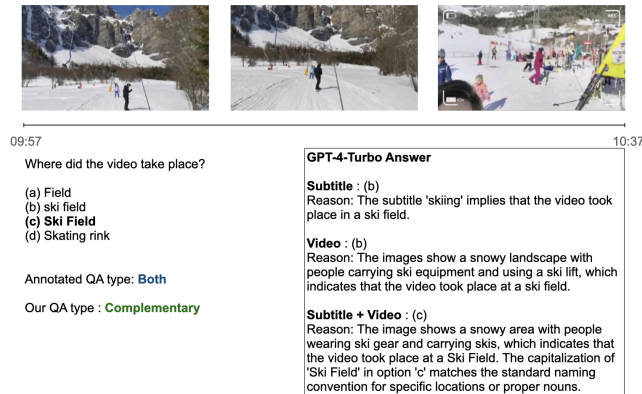 09:57
10:37
Where did the video take place?
(a) Field
(b) ski field
(c) Ski Field
(d) Skating rink
Annotated QA type: Both
Our QA type : Complementary
GPT-4-Turbo Answer
Subtitle : (b)
Reason: The subtitle 'skiing' implies that the video took
place in a ski field.
Video : (b)
Reason: The images show a snowy landscape with
people carrying ski equipment and using a ski lift, which
indicates that the video took place at a ski field.
Subtitle + Video : (c)
Reason: The image shows a snowy area with people
wearing ski gear and carrying skis, which indicates that
the video took place at a Ski Field. The capitalization of
'Ski Field' in option 'c' matches the standard naming
convention for specific locations or proper nouns.